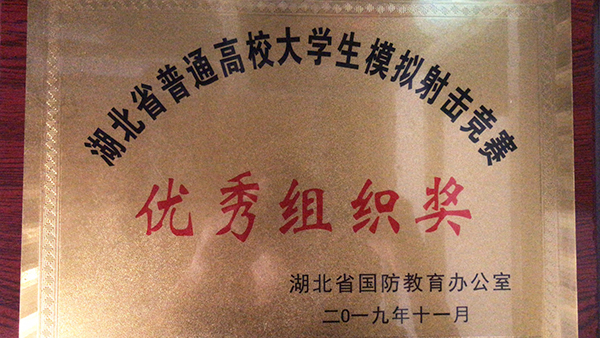 湖北省普通高校大学生模拟射击竞赛
优秀组织奖
湖北省国防教育办公室
二0一九年十一月